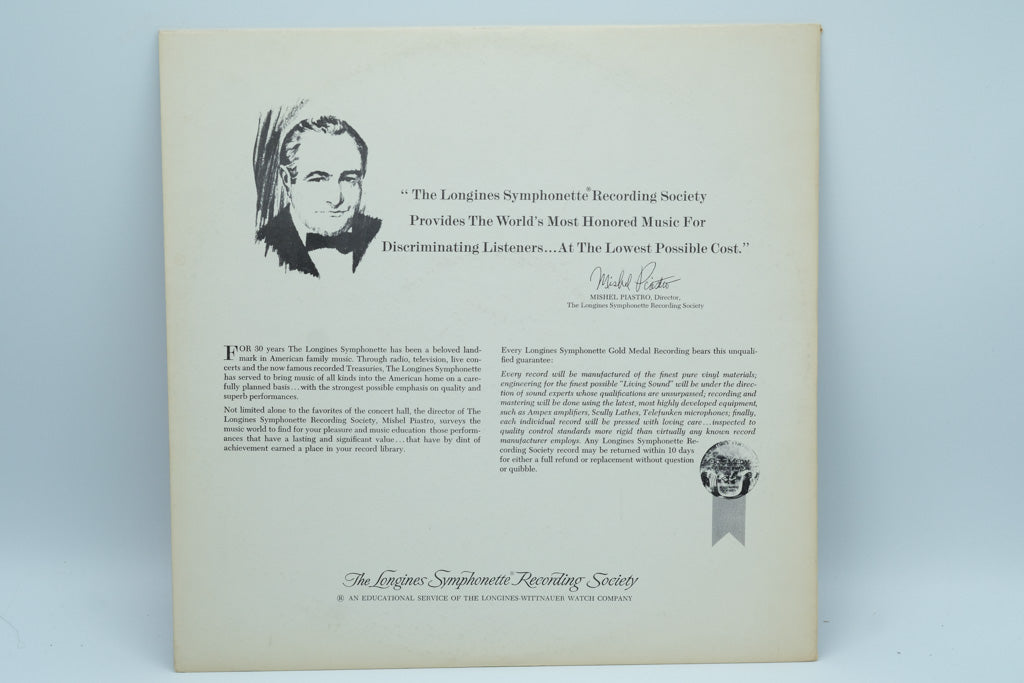 “ The Longines Symphonette® Recording Society
Provides The World's Most Honored Music For
Discriminating Listeners...At The Lowest Possible Cost.”
Mishel Piastro
MISHEL PIASTRO, Director,
The Longines Symphonette Recording Society
FOR 30 years The Longines Symphonette has been a beloved land-
mark in American family music. Through radio, television, live con-
certs and the now famous recorded Treasuries, The Longines Symphonette
has served to bring music of all kinds into the American home on a care-
fully planned basis...with the strongest possible emphasis on quality and
superb performances.
Not limited alone to the favorites of the concert hall, the director of The
Longines Symphonette Recording Society, Mishel Piastro, surveys the
music world to find for your pleasure and music education those perform-
ances that have a lasting and significant value...that have by dint of
achievement earned a place in your record library.
Every Longines Symphonette Gold Medal Recording bears this unquali-
fied guarantee:
Every record will be manufactured of the finest pure vinyl materials;
engineering for the finest possible "Living Sound" will be under the direc-
tion of sound experts whose qualifications are unsurpassed; recording and
mastering will be done using the latest, most highly developed equipment,
such as Ampex amplifiers, Scully Lathes, Telefunken microphones; finally,
each individual record will be pressed with loving care...inspected to
quality control standards more rigid than virtually any known record
manufacturer employs. Any Longines Symphonette Re-
cording Society record may be returned within 10 days
for either a full refund or replacement without question
or quibble.
The Longines Symphonette® Recording Society
® AN EDUCATIONAL SERVICE OF THE LONGINES-WITTNAUER WATCH COMPANY